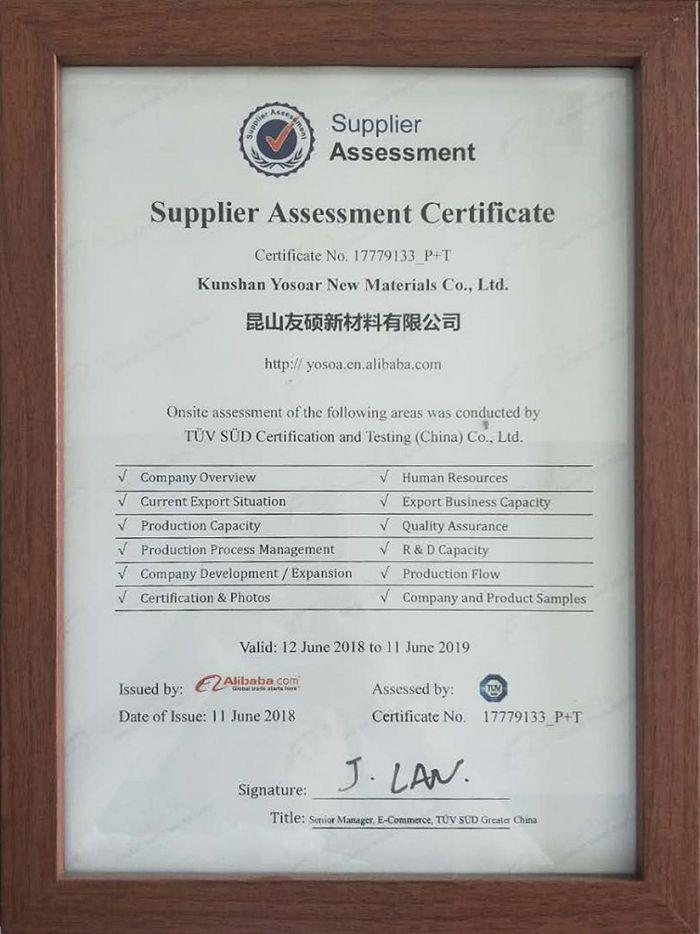 Supplier Assessment
Supplier
Assessment
Supplier Assessment Certificate
Certificate No. 17779133_P+T
Kunshan Yosoar New Materials Co., Ltd.
昆山友硕新材料有限公司
http:// yosoa.en.alibaba.com
Onsite assessment of the following areas was conducted by
TÜV SÜD Certification and Testing (China) Co., Ltd.
√ Company Overview √ Human Resources
√ Current Export Situation √ Export Business Capacity
√ Production Capacity √ Quality Assurance
√ Production Process Management √ R & D Capacity
√ Company Development / Expansion √ Production Flow
√ Certification & Photos √ Company and Product Samples
Valid: 12 June 2018 to 11 June 2019
Issued by: Alibaba.com Assessed by: TÜV
Global trade starts here
Date of Issue: 11 June 2018 Certificate No. 17779133_P+T
Signature: J. LAN.
Title: Senior Manager, E-Commerce, TÜV SÜD Greater China